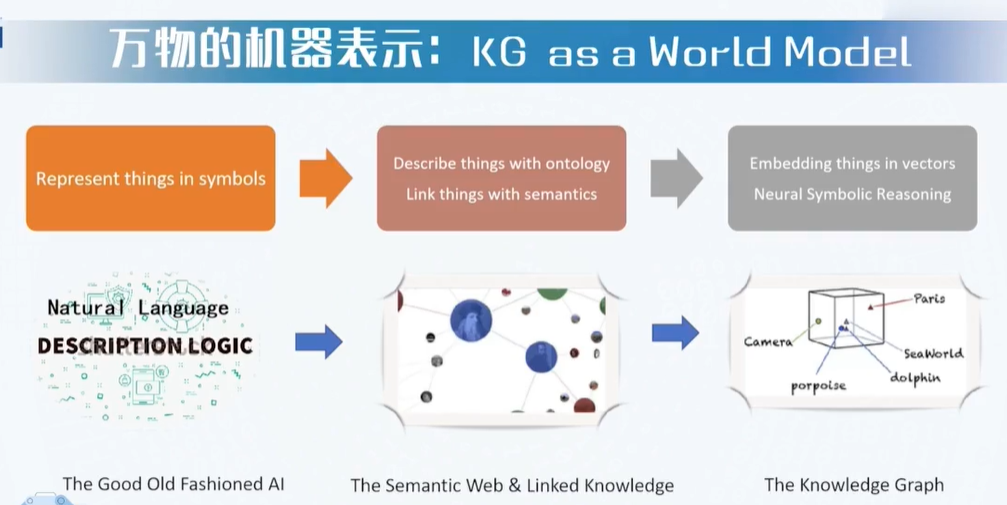 万物的机器表示：KG as a World Model
Represent things in symbols
Describe things with ontology
Link things with semantics
Embedding things in vectors
Neural Symbolic Reasoning
Natural Language
DESCRIPTION LOGIC
Paris
Camera
SeaWorld
dolphin
porpoise
The Good Old Fashioned AI
The Semantic Web & Linked Knowledge
The Knowledge Graph